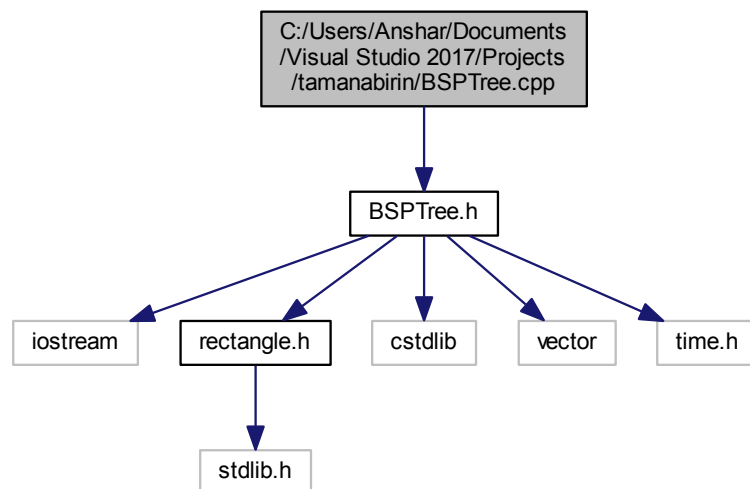 C:/Users/Anshar/Documents
/Visual Studio 2017/Projects
/tamanabirin/BSPTree.cpp
BSPTree.h
iostream
rectangle.h
cstdlib
vector
time.h
stdlib.h